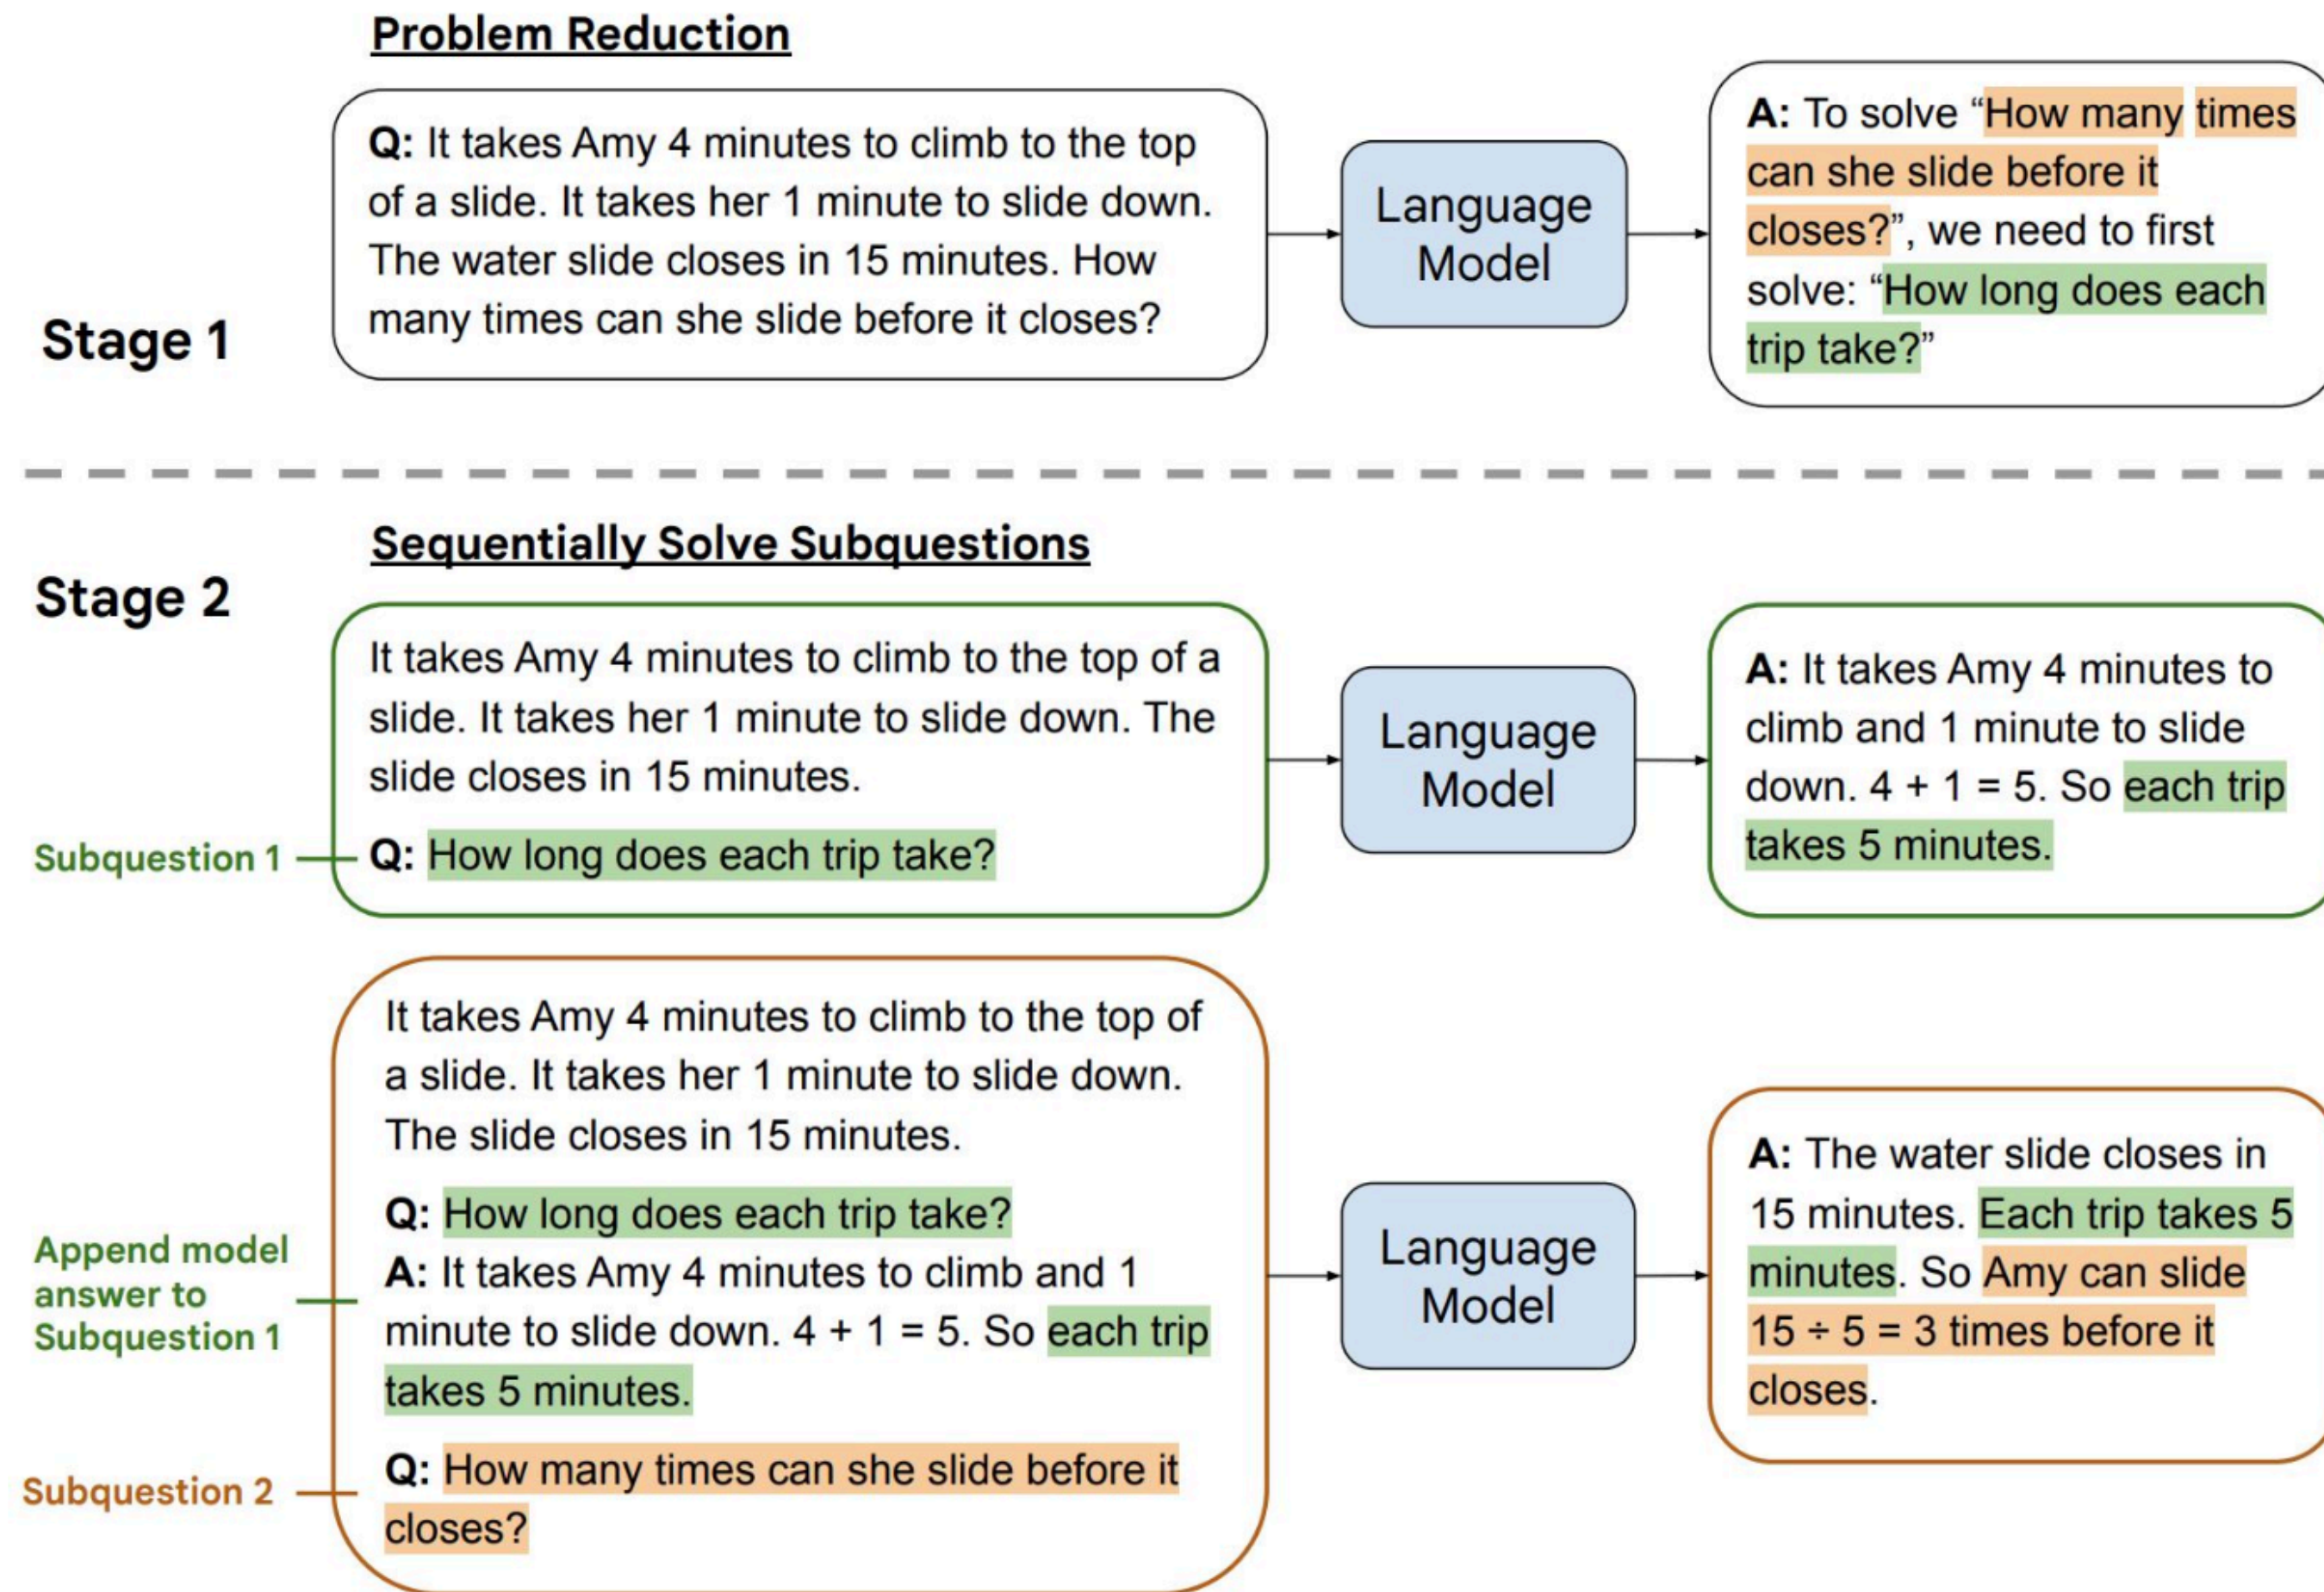 Problem Reduction
Q: It takes Amy 4 minutes to climb to the top
of a slide. It takes her 1 minute to slide down.
The water slide closes in 15 minutes. How
many times can she slide before it closes?
Stage 1
Language
Model
A: To solve “How many times
can she slide before it
closes?”, we need to first
solve: “How long does each
trip take?”
Sequentially Solve Subquestions
Stage 2
It takes Amy 4 minutes to climb to the top of a
slide. It takes her 1 minute to slide down. The
slide closes in 15 minutes.
Subquestion 1
Q: How long does each trip take?
Language
Model
A: It takes Amy 4 minutes to
climb and 1 minute to slide
down. 4 + 1 = 5. So each trip
takes 5 minutes.
It takes Amy 4 minutes to climb to the top of
a slide. It takes her 1 minute to slide down.
The slide closes in 15 minutes.
Append model
answer to
Subquestion 1
Q: How long does each trip take?
A: It takes Amy 4 minutes to climb and 1
minute to slide down. 4 + 1 = 5. So each trip
takes 5 minutes.
Subquestion 2
Q: How many times can she slide before it
closes?
Language
Model
A: The water slide closes in
15 minutes. Each trip takes 5
minutes. So Amy can slide
15 ÷ 5 = 3 times before it
closes.